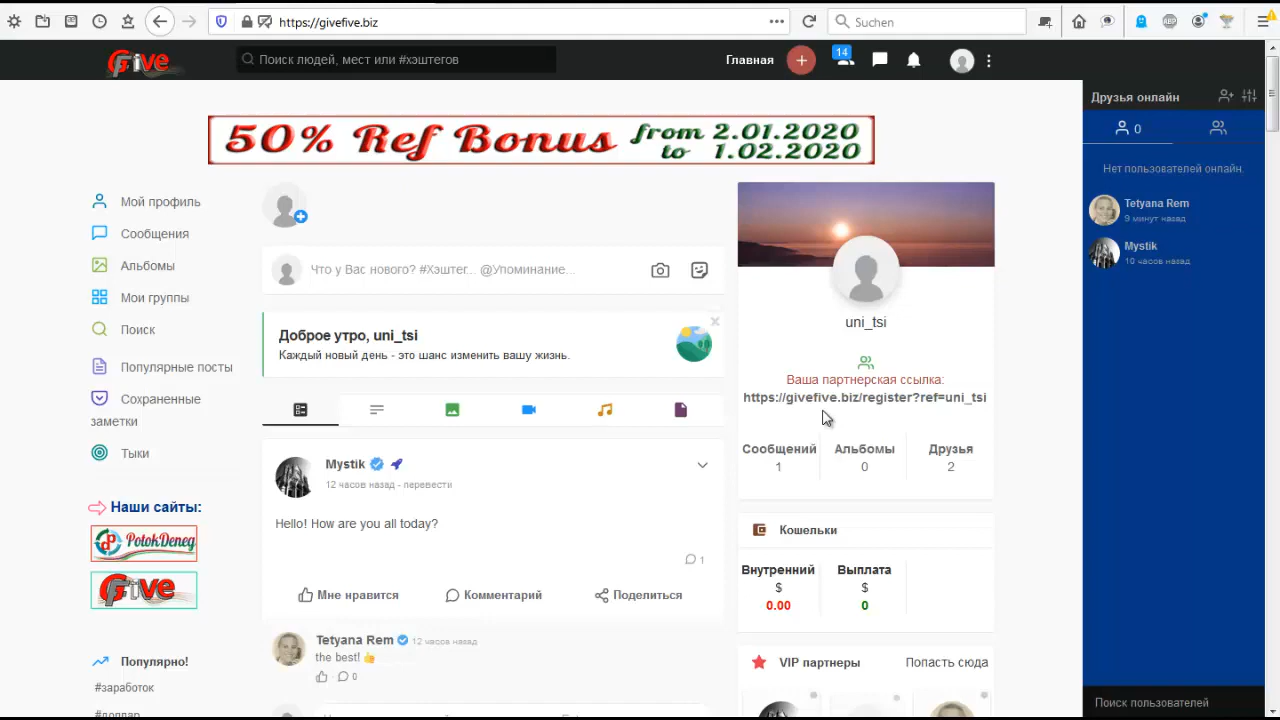 https://givefive.biz
Suchen
GFive
Поиск людей, мест или #хэштегов
Главная
14
Друзья онлайн
0
50% Ref Bonus from 2.01.2020
to 1.02.2020
Нет пользователей онлайн.
Tetyana Rem
9 минут назад
Mystik
10 часов назад
Мой профиль
Сообщения
Альбомы
Мои группы
Поиск
Популярные посты
Сохраненные
заметки
Тыки
Наши сайты:
PotokDeneg
GFive
Популярно!
#заработок
#доллар
Что у Вас нового? #Хэштег... @Упоминание...
Доброе утро, uni_tsi
Каждый новый день - это шанс изменить вашу жизнь.
Mystik
12 часов назад - перевести
Hello! How are you all today?
1
Мне нравится
Комментарий
Поделиться
Tetyana Rem 12 часов назад
the best! 👍
0
uni_tsi
Ваша партнерская ссылка:
https://givefive.biz/register?ref=uni_tsi
Сообщений Альбомы Друзья
1 0 2
Кошельки
Внутренний Выплата
$ $
0.00 0
VIP партнеры Попасть сюда
Поиск пользователей